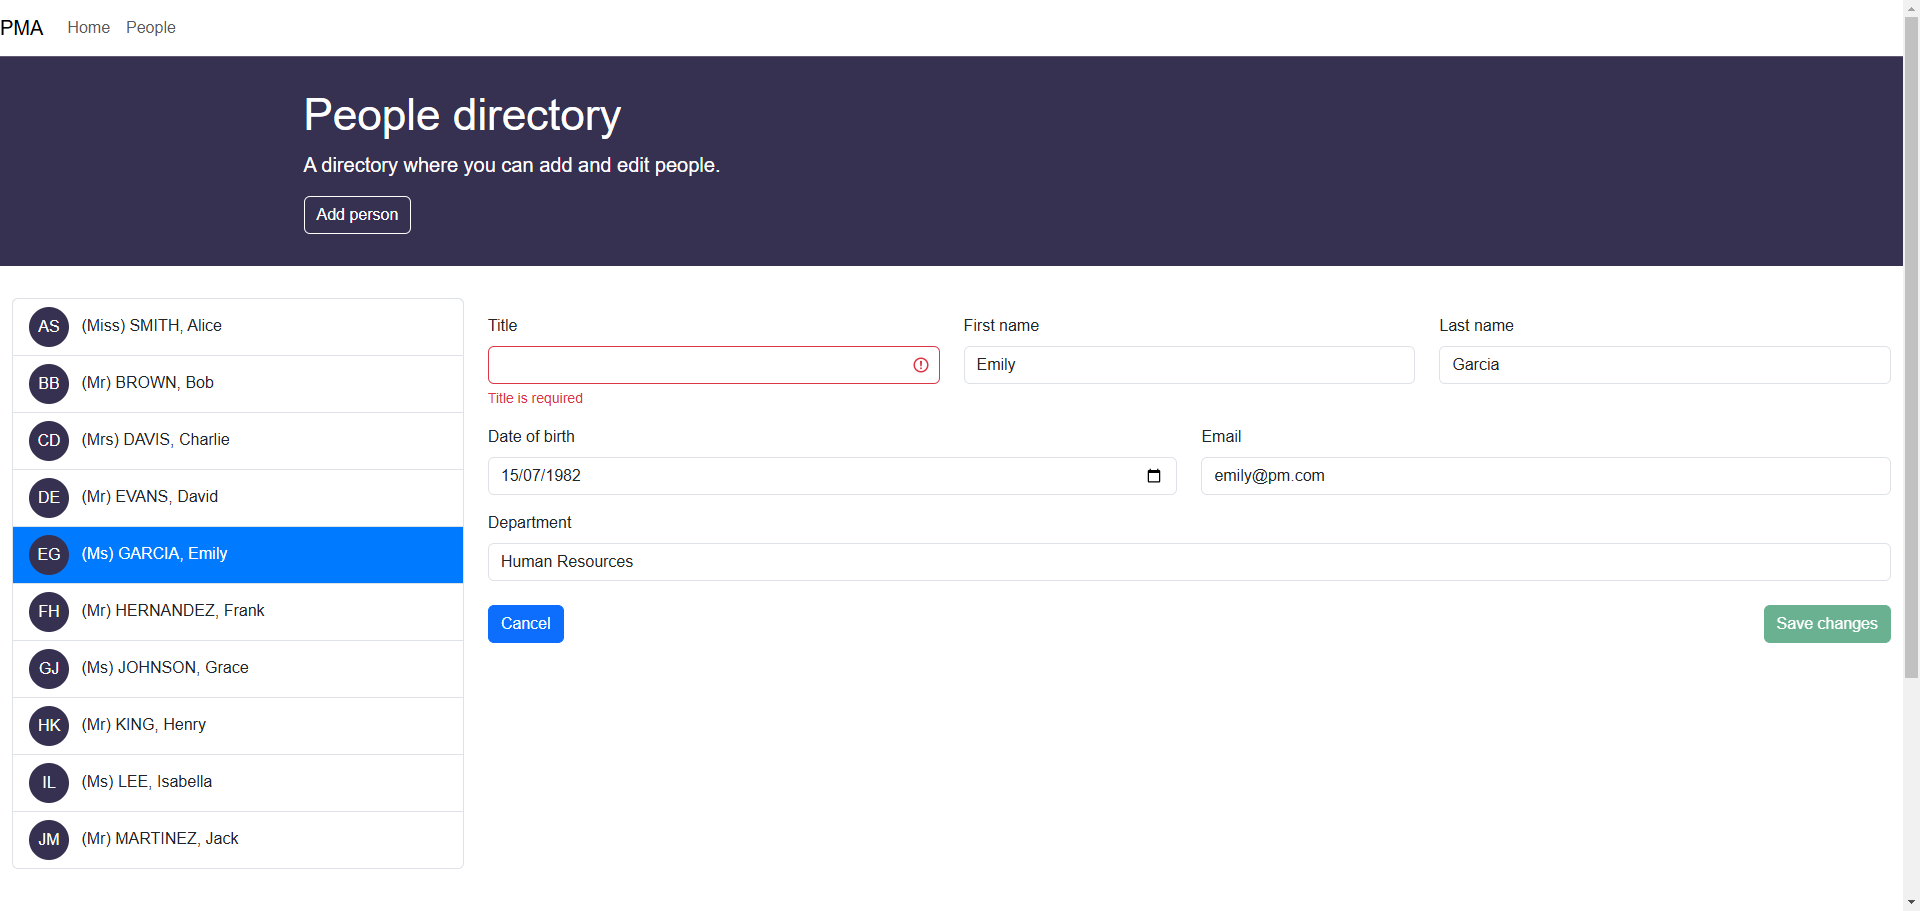 PMA Home People
People directory
A directory where you can add and edit people.
Add person
AS (Miss) SMITH, Alice
BB (Mr) BROWN, Bob
CD (Mrs) DAVIS, Charlie
DE (Mr) EVANS, David
EG (Ms) GARCIA, Emily
FH (Mr) HERNANDEZ, Frank
GJ (Ms) JOHNSON, Grace
HK (Mr) KING, Henry
IL (Ms) LEE, Isabella
JM (Mr) MARTINEZ, Jack
Title First name Last name
Emily Garcia
Title is required
Date of birth Email
15/07/1982 emily@pm.com
Department
Human Resources
Cancel Save changes